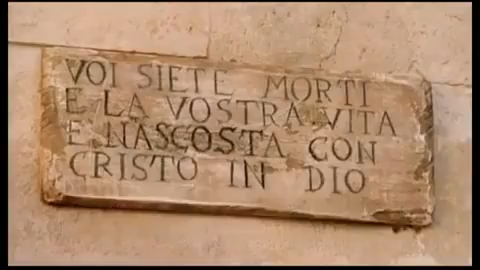 VOI SIETE MORTI
E LA VOSTRA VITA
E NASCOSTA CON
CRISTO IN DIO